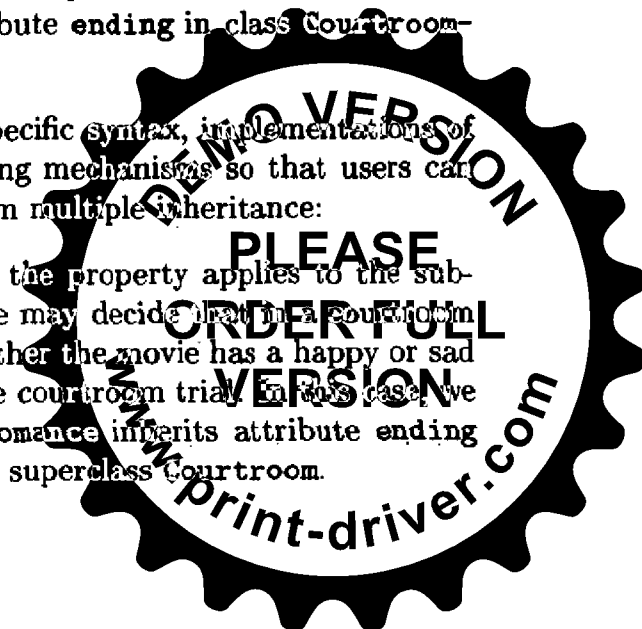 bute ending in class Courtroom-
ecific syntax, implementations of
ng mechanisms so that users can
m multiple inheritance:
the property applies to the sub-
e may decide that in a courtroom
ther the movie has a happy or sad
e courtroom trial. In this case, we
omance inherits attribute ending
superclass Courtroom.
DEMO VERSION
PLEASE
ORDER FULL
VERSION
www.print-driver.com